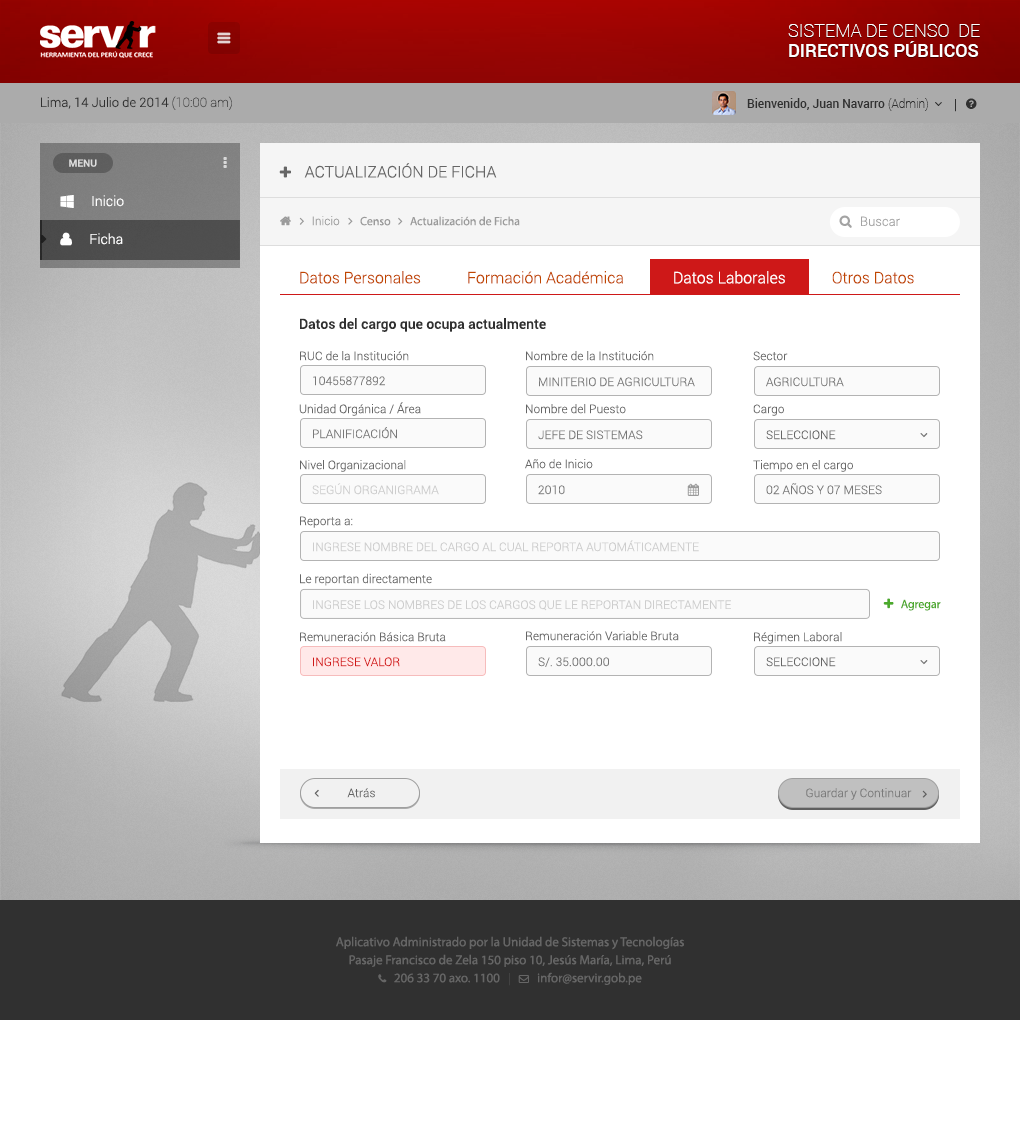 servir
HERRAMIENTA DEL PERÚ QUE CRECE
SISTEMA DE CENSO DE
DIRECTIVOS PÚBLICOS
Lima, 14 Julio de 2014 (10:00 am)
Bienvenido, Juan Navarro (Admin) |
MENU
Inicio
Ficha
ACTUALIZACIÓN DE FICHA
Inicio > Censo > Actualización de Ficha
Buscar
Datos Personales Formación Académica Datos Laborales Otros Datos
Datos del cargo que ocupa actualmente
RUC de la Institución Nombre de la Institución Sector
10455877892 MINITERIO DE AGRICULTURA AGRICULTURA
Unidad Orgánica / Área Nombre del Puesto Cargo
PLANIFICACIÓN JEFE DE SISTEMAS SELECCIONE
Nivel Organizacional Año de Inicio Tiempo en el cargo
SEGÚN ORGANIGRAMA 2010 02 AÑOS Y 07 MESES
Reporta a:
INGRESE NOMBRE DEL CARGO AL CUAL REPORTA AUTOMÁTICAMENTE
Le reportan directamente
INGRESE LOS NOMBRES DE LOS CARGOS QUE LE REPORTAN DIRECTAMENTE Agregar
Remuneración Básica Bruta Remuneración Variable Bruta Régimen Laboral
INGRESE VALOR S/. 35.000.00 SELECCIONE
Atrás Guardar y Continuar
Aplicativo Administrado por la Unidad de Sistemas y Tecnologías
Pasaje Francisco de Zela 150 piso 10, Jesús María, Lima, Perú
206 33 70 axo. 1100 | infor@servir.gob.pe